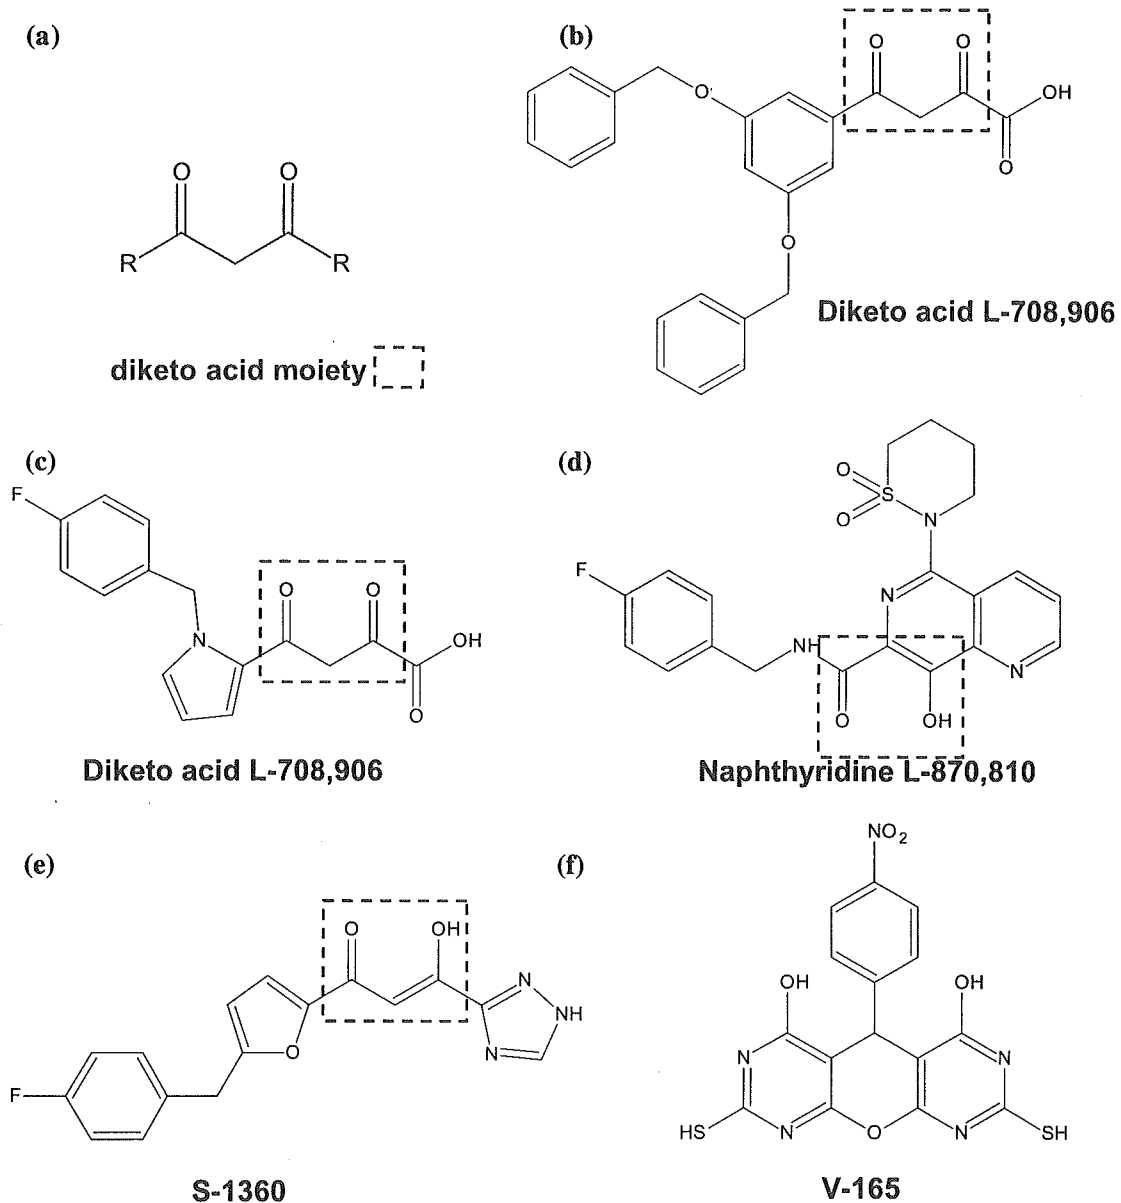 (a)
O O
R R
diketo acid moiety
(b)
O O
O OH
O
O
Diketo acid L-708,906
(c)
F
O O
N OH
O
Diketo acid L-708,906
(d)
O
S
O N
F N
NH
N
O OH
Naphthyridine L-870,810
(e)
O OH
N
NH
O N
F
S-1360
(f)
NO2
OH OH
N N
HS N O N SH
V-165